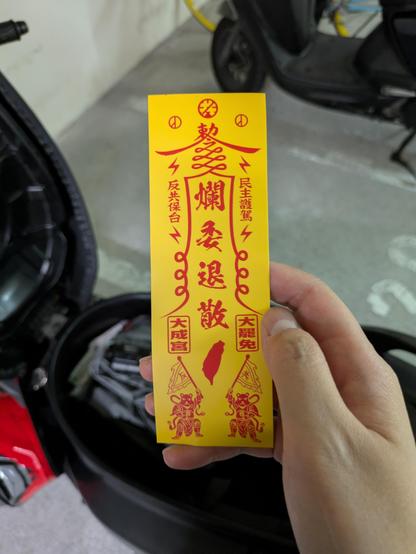 敕
民主護駕
反共保台
爛委退散
大罷免
大成宮